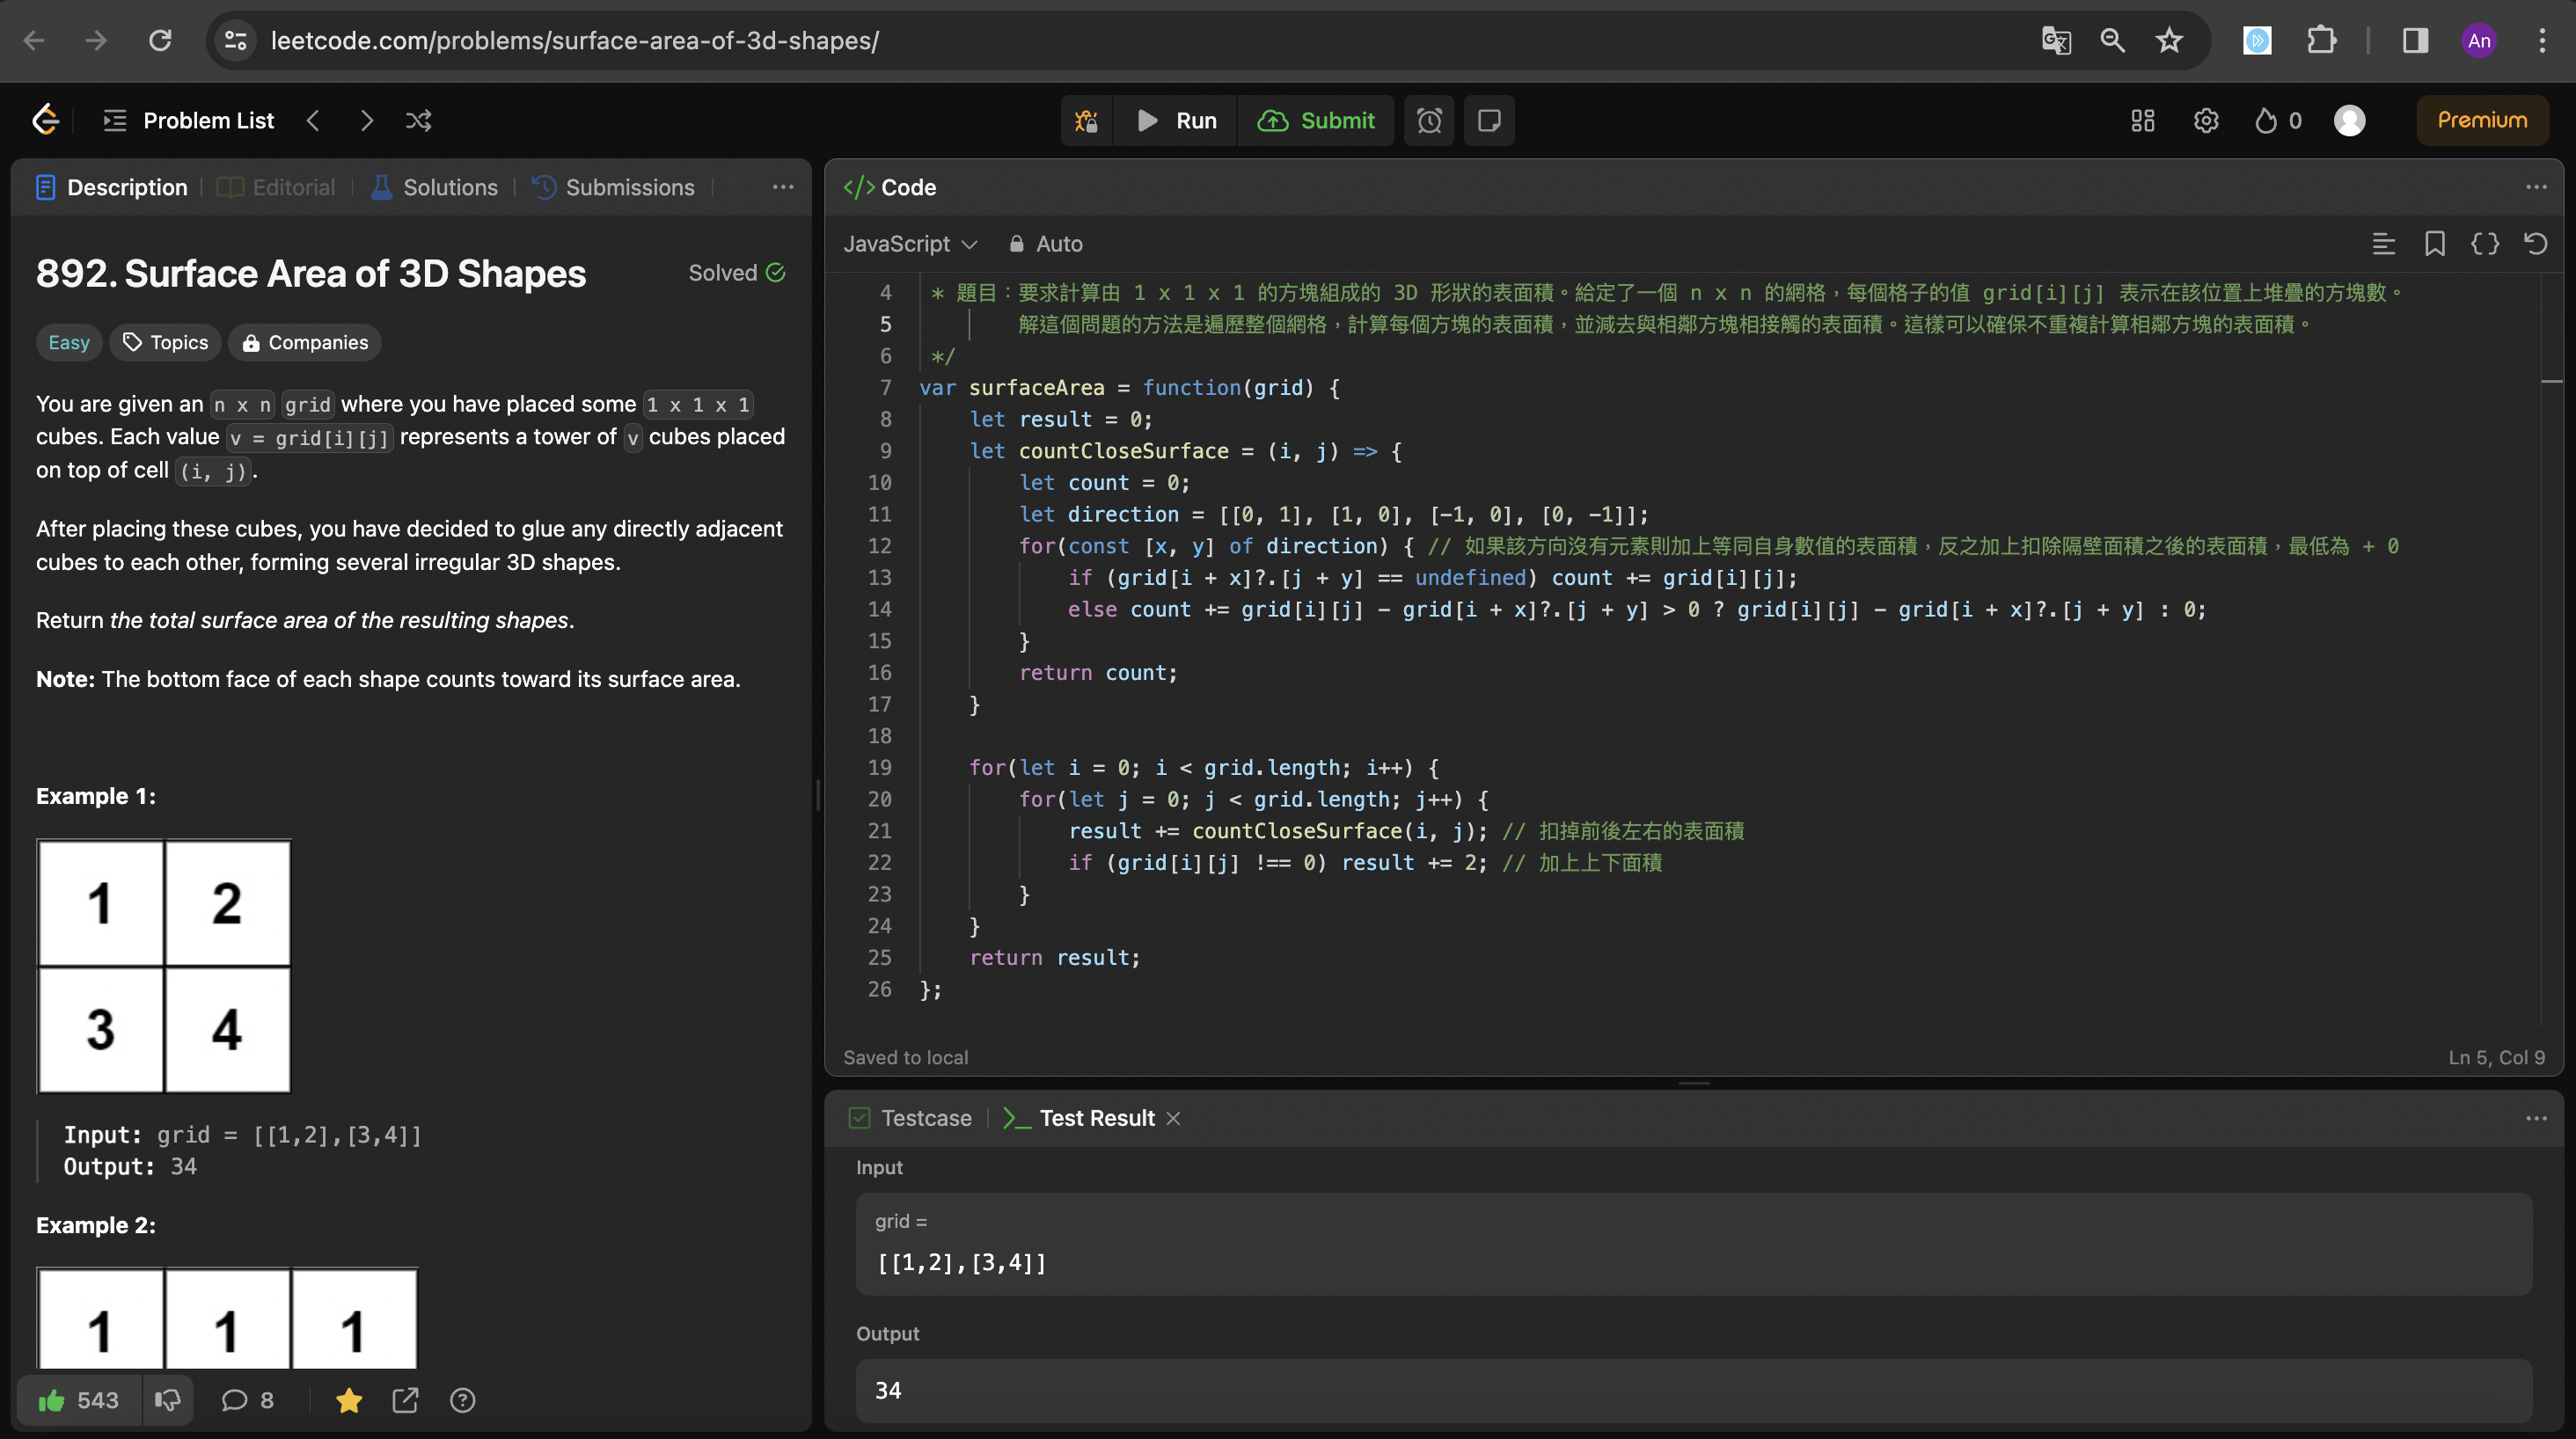 leetcode.com/problems/surface-area-of-3d-shapes/
An
Problem List
Run
Submit
0
Premium
Description
Editorial
Solutions
Submissions
892. Surface Area of 3D Shapes
Solved
Easy
Topics
Companies
You are given an n x n grid where you have placed some 1 x 1 x 1
cubes. Each value v = grid[i][j] represents a tower of v cubes placed
on top of cell (i, j).
After placing these cubes, you have decided to glue any directly adjacent
cubes to each other, forming several irregular 3D shapes.
Return the total surface area of the resulting shapes.
Note: The bottom face of each shape counts toward its surface area.
Example 1:
1 2
3 4
Input: grid = [[1,2],[3,4]]
Output: 34
Example 2:
1 1 1
543
8
</> Code
JavaScript
Auto
4 * 題目：要求計算由 1 x 1 x 1 的方塊組成的 3D 形狀的表面積。給定了一個 n x n 的網格，每個格子的值 grid[i][j] 表示在該位置上堆疊的方塊數。
5 解這個問題的方法是遍歷整個網格，計算每個方塊的表面積，並減去與相鄰方塊相接觸的表面積。這樣可以確保不重複計算相鄰方塊的表面積。
6 */
7 var surfaceArea = function(grid) {
8 let result = 0;
9 let countCloseSurface = (i, j) => {
10 let count = 0;
11 let direction = [[0, 1], [1, 0], [-1, 0], [0, -1]];
12 for(const [x, y] of direction) { // 如果該方向沒有元素則加上等同自身數值的表面積，反之加上扣除隔壁面積之後的表面積，最低為 + 0
13 if (grid[i + x]?.[j + y] == undefined) count += grid[i][j];
14 else count += grid[i][j] - grid[i + x]?.[j + y] > 0 ? grid[i][j] - grid[i + x]?.[j + y] : 0;
15 }
16 return count;
17 }
18
19 for(let i = 0; i < grid.length; i++) {
20 for(let j = 0; j < grid.length; j++) {
21 result += countCloseSurface(i, j); // 扣掉前後左右的表面積
22 if (grid[i][j] !== 0) result += 2; // 加上上下面積
23 }
24 }
25 return result;
26 };
Saved to local
Ln 5, Col 9
Testcase
Test Result
Input
grid =
[[1,2],[3,4]]
Output
34